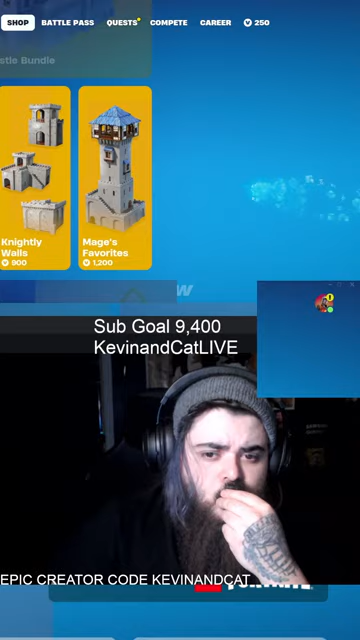 SHOP BATTLE PASS QUESTS COMPETE CAREER 250
stle Bundle
Knightly Walls
900
Mage's Favorites
1,200
Sub Goal 9,400
KevinandCatLIVE
EPIC CREATOR CODE KEVINANDCAT